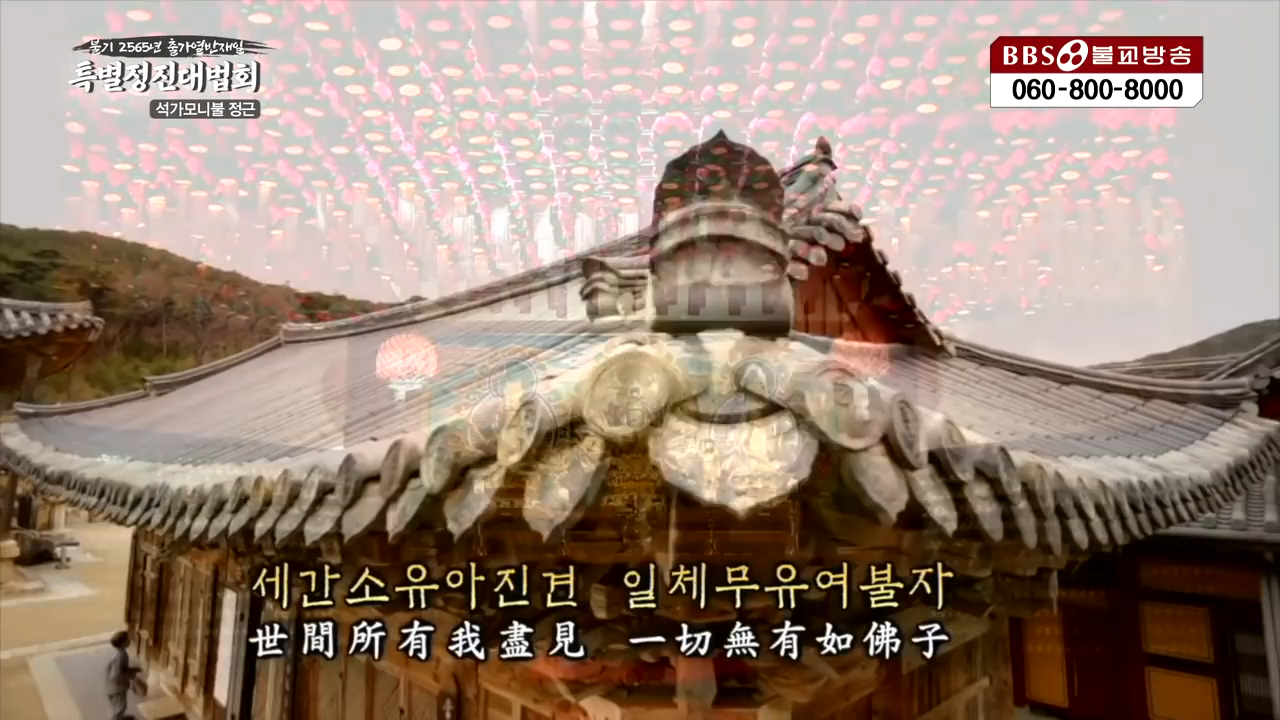 불기 2565년 출가열반재일
특별정진대법회
석가모니불 정근
BBS 불교방송
060-800-8000
세간소유아진견 일체무유여불자
世間所有我盡見 一切無有如佛子